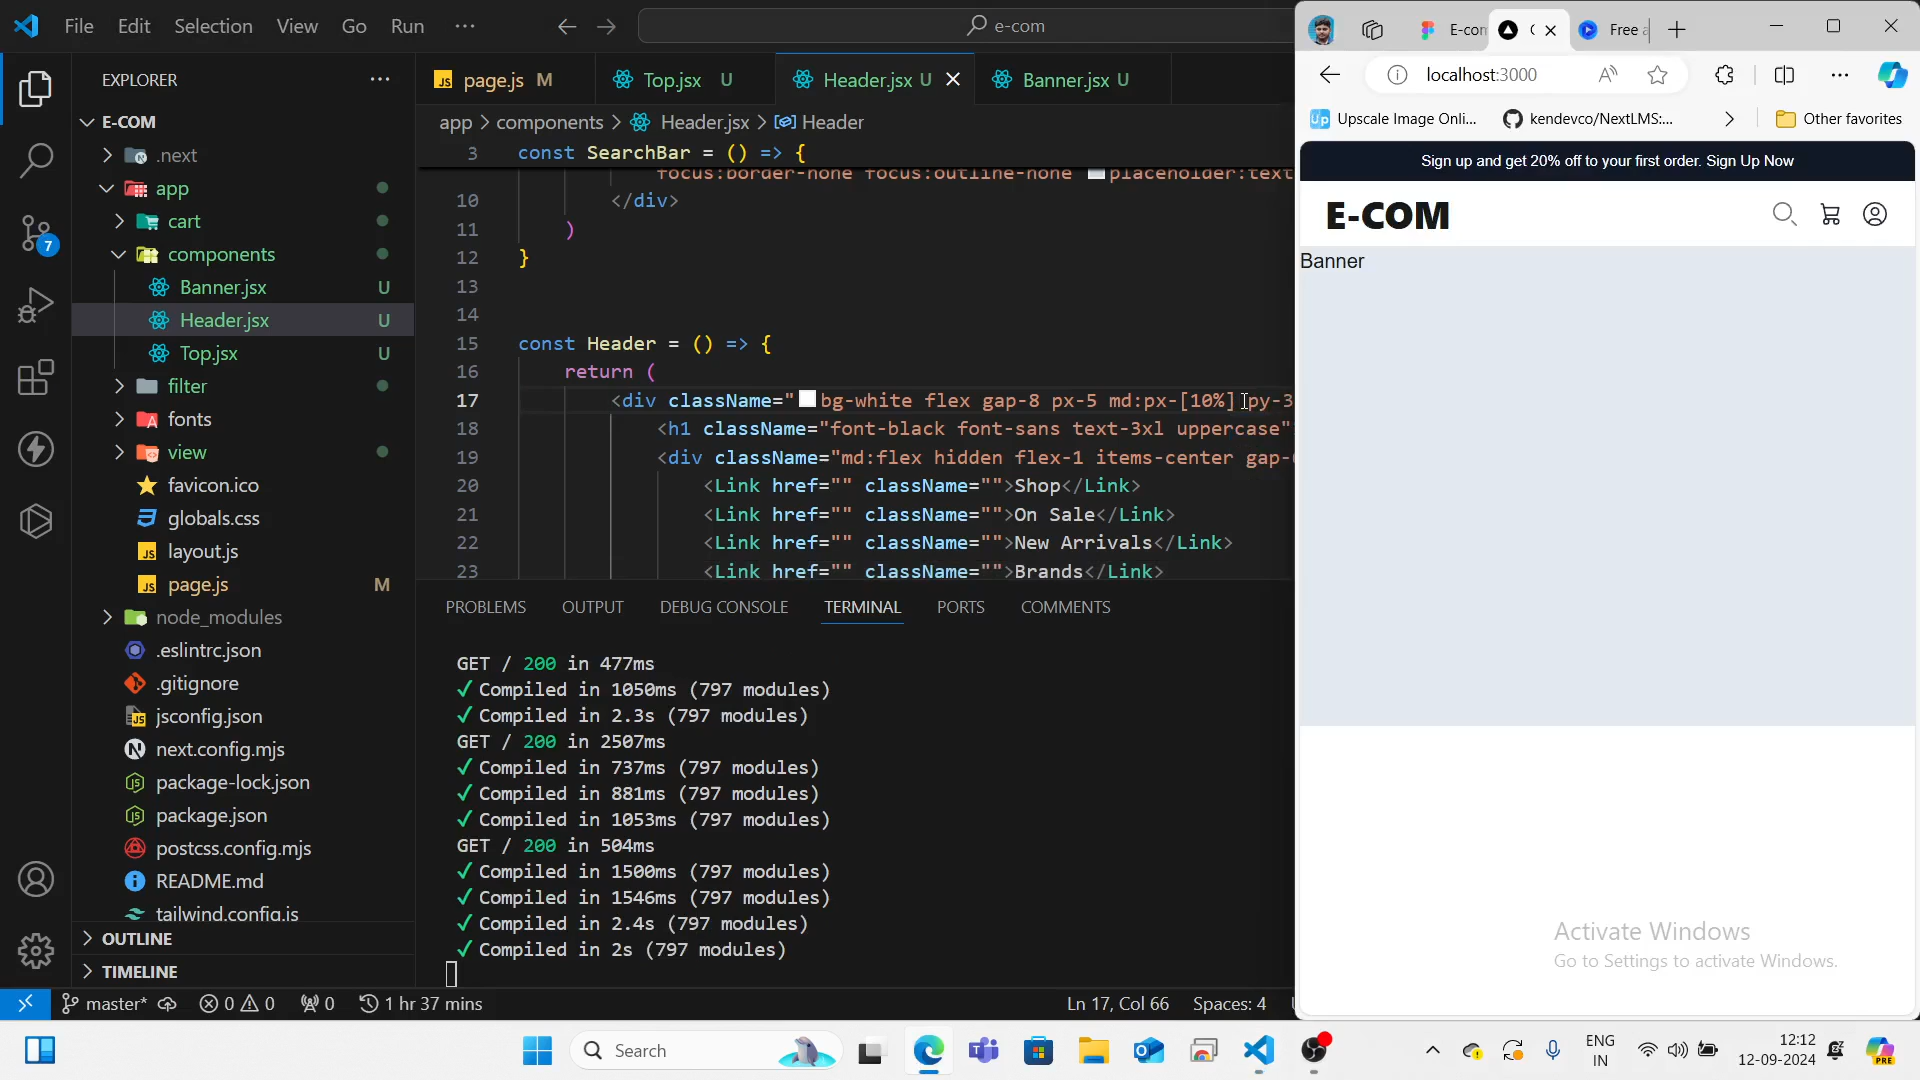 File Edit Selection View Go Run ··· e-com
EXPLORER
E-COM
.next
app
cart
components
Banner.jsx U
Header.jsx U
Top.jsx U
filter
fonts
view
favicon.ico
globals.css
layout.js
page.js M
node_modules
.eslintrc.json
.gitignore
jsconfig.json
next.config.mjs
package-lock.json
package.json
postcss.config.mjs
README.md
tailwind.config.js
OUTLINE
TIMELINE
page.js M Top.jsx U Header.jsx U Banner.jsx U
app > components > Header.jsx > Header
3 const SearchBar = () => {
focus:border-none focus:outline-none placeholder:text
10 </div>
11 )
12 }
13
14
15 const Header = () => {
16 return (
17 <div className="bg-white flex gap-8 px-5 md:px-[10%] py-3
18 <h1 className="font-black font-sans text-3xl uppercase"
19 <div className="md:flex hidden flex-1 items-center gap-
20 <Link href="" className="">Shop</Link>
21 <Link href="" className="">On Sale</Link>
22 <Link href="" className="">New Arrivals</Link>
23 <Link href="" className="">Brands</Link>
PROBLEMS OUTPUT DEBUG CONSOLE TERMINAL PORTS COMMENTS
GET / 200 in 477ms
✓ Compiled in 1050ms (797 modules)
✓ Compiled in 2.3s (797 modules)
GET / 200 in 2507ms
✓ Compiled in 737ms (797 modules)
✓ Compiled in 881ms (797 modules)
✓ Compiled in 1053ms (797 modules)
GET / 200 in 504ms
✓ Compiled in 1500ms (797 modules)
✓ Compiled in 1546ms (797 modules)
✓ Compiled in 2.4s (797 modules)
✓ Compiled in 2s (797 modules)
7
master* 0 0 0 1 hr 37 mins Ln 17, Col 66 Spaces: 4
E-com Free
localhost:3000
Upscale Image Onli... kendevco/NextLMS:... Other favorites
Sign up and get 20% off to your first order. Sign Up Now
E-COM
Banner
Activate Windows
Go to Settings to activate Windows.
Search
ENG
IN
12:12
12-09-2024
PRE